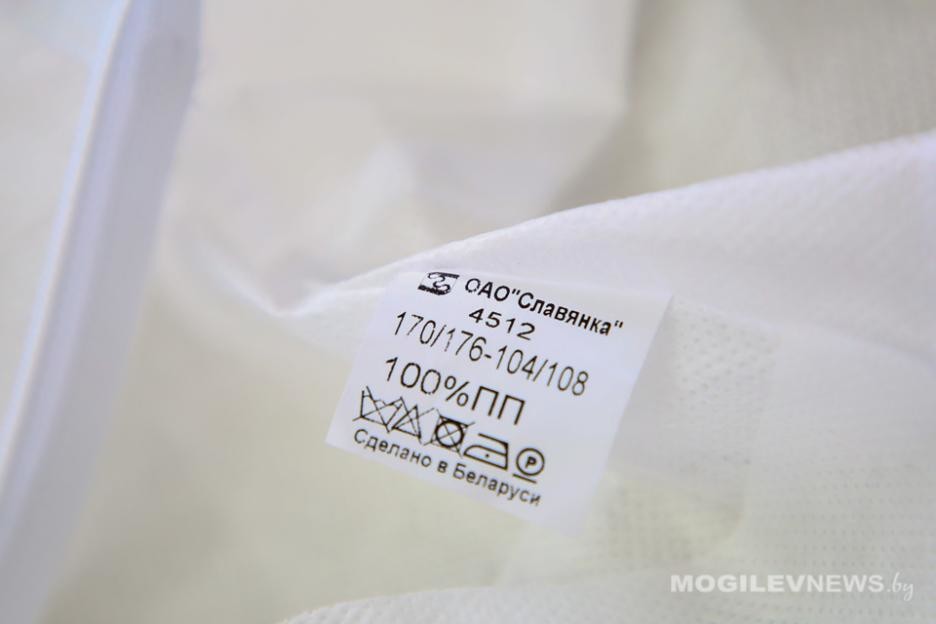 ОАО"Славянка"
4512
170/176-104/108
100%ПП
P
Сделано в Беларуси
MOGILEVNEWS.by